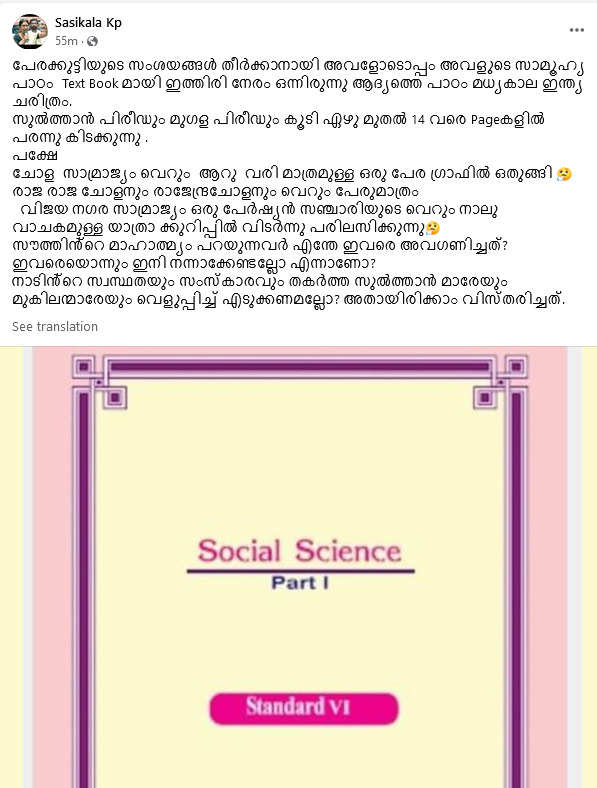 Sasikala Kp
55m ·
പേരക്കുട്ടിയുടെ സംശയങ്ങൾ തീർക്കാനായി അവളോടൊപ്പം അവളുടെ സാമൂഹ്യ
പാഠം Text Book മായി ഇത്തിരി നേരം ഒന്നിരുന്നു ആദ്യത്തെ പാഠം മധ്യകാല ഇന്ത്യ
ചരിത്രം.
സുൽത്താൻ പിരീഡും മുഗള പിരീഡും കൂടി ഏഴു മുതൽ 14 വരെ Pageകളിൽ
പരന്നു കിടക്കുന്നു .
പക്ഷേ
ചോള സാമ്രാജ്യം വെറും ആറു വരി മാത്രമുള്ള ഒരു പേര ഗ്രാഫിൽ ഒതുങ്ങി 🤧
രാജ രാജ ചോളനും രാജേന്ദ്രചോളനും വെറും പേരുമാത്രം
വിജയ നഗര സാമ്രാജ്യം ഒരു പേർഷ്യൻ സഞ്ചാരിയുടെ വെറും നാലു
വാചകമുള്ള യാത്രാ ക്കുറിപ്പിൽ വിടർന്നു പരിലസിക്കുന്നു🤧
സൗത്തിൻ്റെ മാഹാത്മ്യം പറയുന്നവർ എന്തേ ഇവരെ അവഗണിച്ചത്?
ഇവരെയൊന്നും ഇനി നന്നാക്കേണ്ടല്ലോ എന്നാണോ?
നാടിൻ്റെ സ്വസ്ഥതയും സംസ്കാരവും തകർത്ത സുൽത്താൻ മാരേയും
മുകിലന്മാരേയും വെളുപ്പിച്ച് എടുക്കണമല്ലോ? അതായിരിക്കാം വിസ്തരിച്ചത്.
See translation
Social Science
Part I
Standard VI